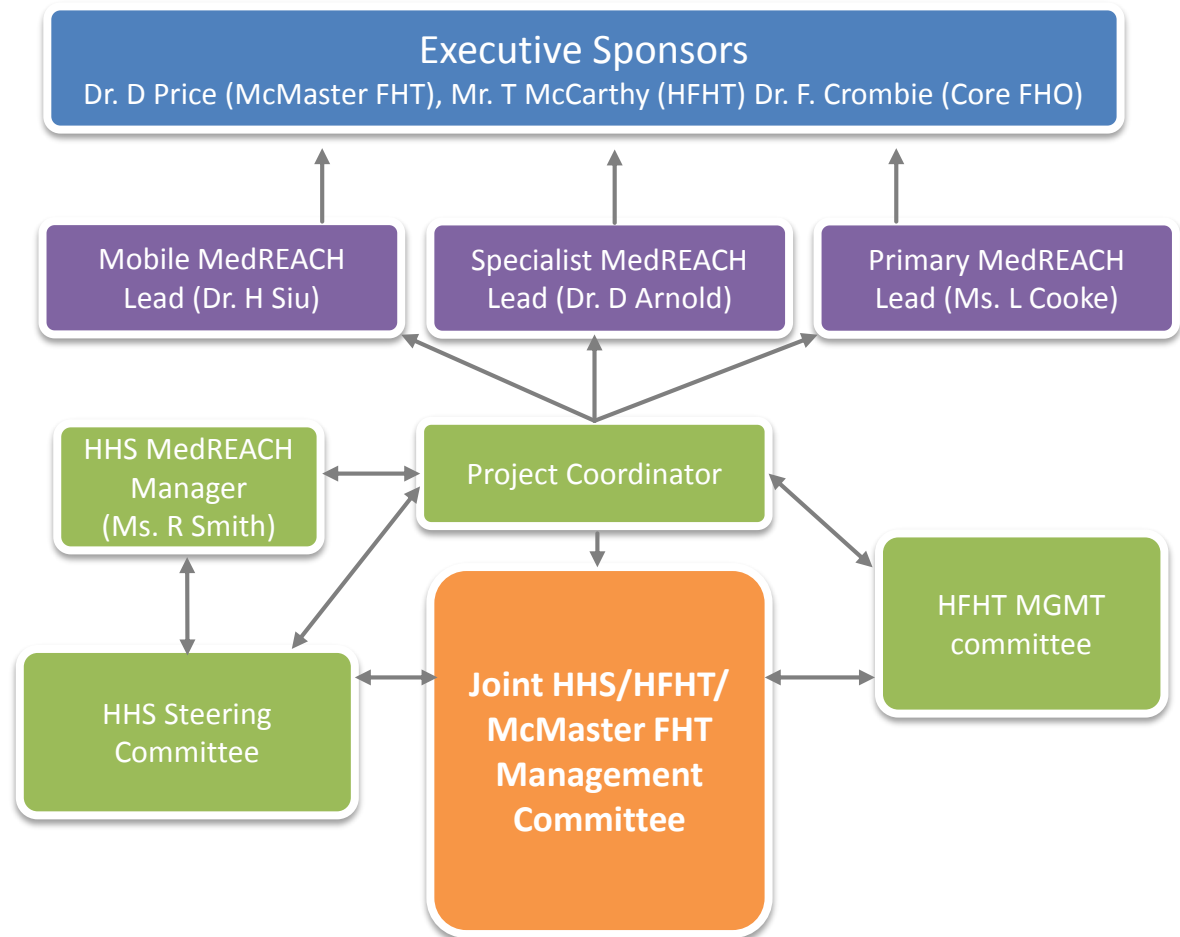 Executive Sponsors
Dr. D Price (McMaster FHT), Mr. T McCarthy (HFHT) Dr. F. Crombie (Core FHO)
Mobile MedREACH
Lead (Dr. H Siu)
Specialist MedREACH
Lead (Dr. D Arnold)
Primary MedREACH
Lead (Ms. L Cooke)
HHS MedREACH
Manager
(Ms. R Smith)
Project Coordinator
HFHT MGMT
committee
HHS Steering
Committee
Joint HHS/HFHT/
McMaster FHT
Management
Committee